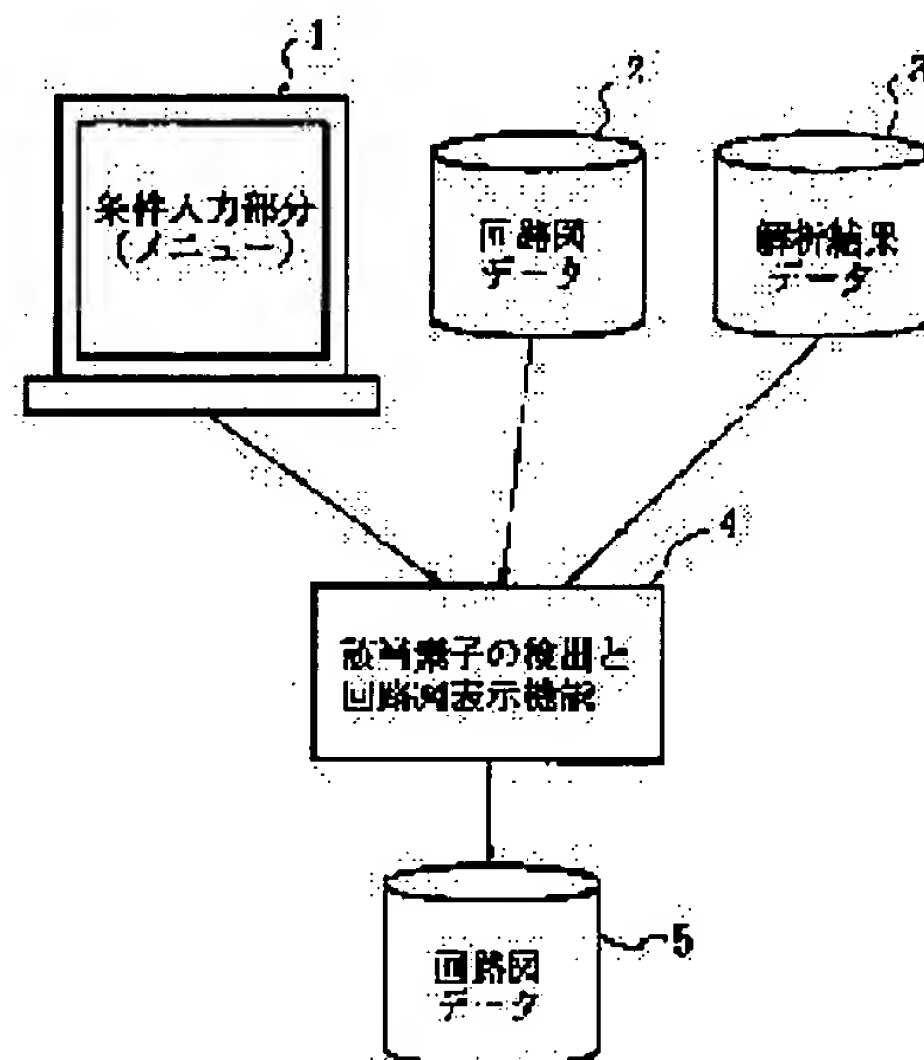 1
条件入力部分
(メニュー)
2
回路図
データ
3
解析結果
データ
4
該当素子の検出と
回路図表示機能
5
回路図
データ